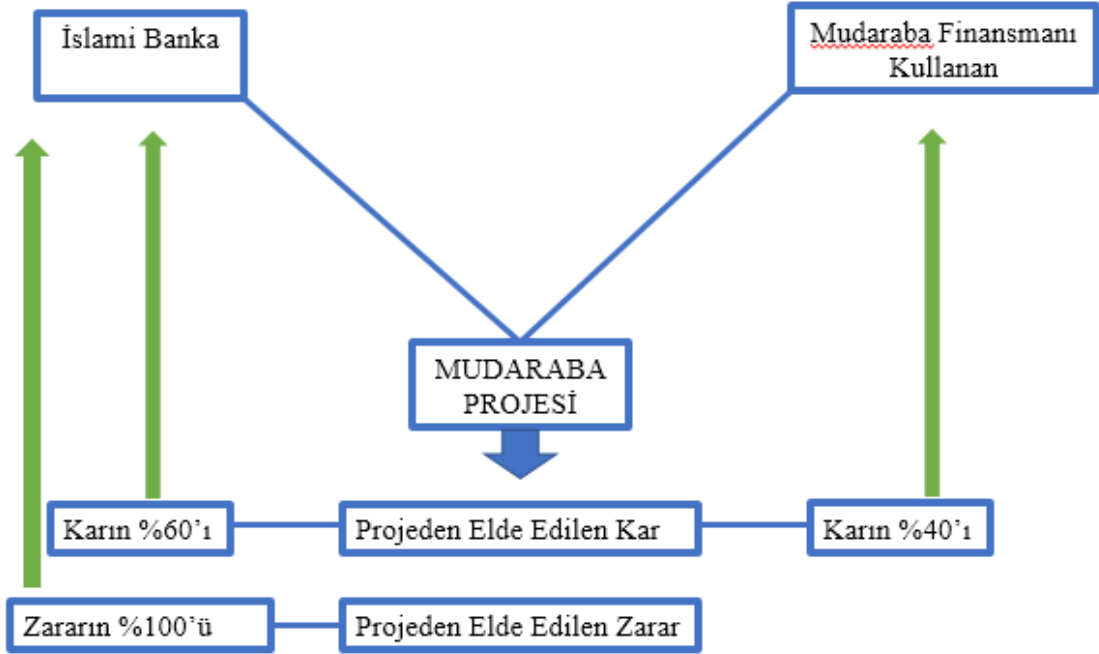 İslami Banka
Mudaraba Finansmanı
Kullanan
MUDARABA
PROJESİ
Karın %60’ı
Projeden Elde Edilen Kar
Karın %40’ı
Zararın %100’ü
Projeden Elde Edilen Zarar